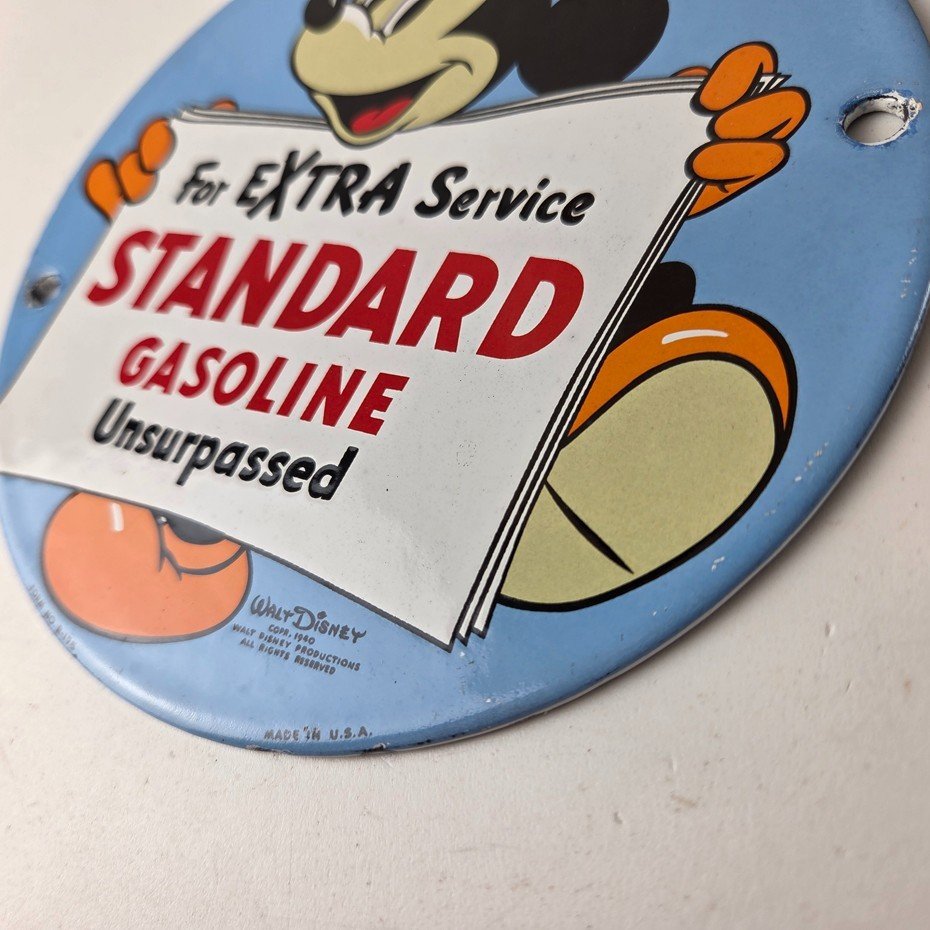 For EXTRA Service
STANDARD
GASOLINE
Unsurpassed
WALT DISNEY
COPR. 1940
WALT DISNEY PRODUCTIONS
ALL RIGHTS RESERVED
MADE IN U.S.A.